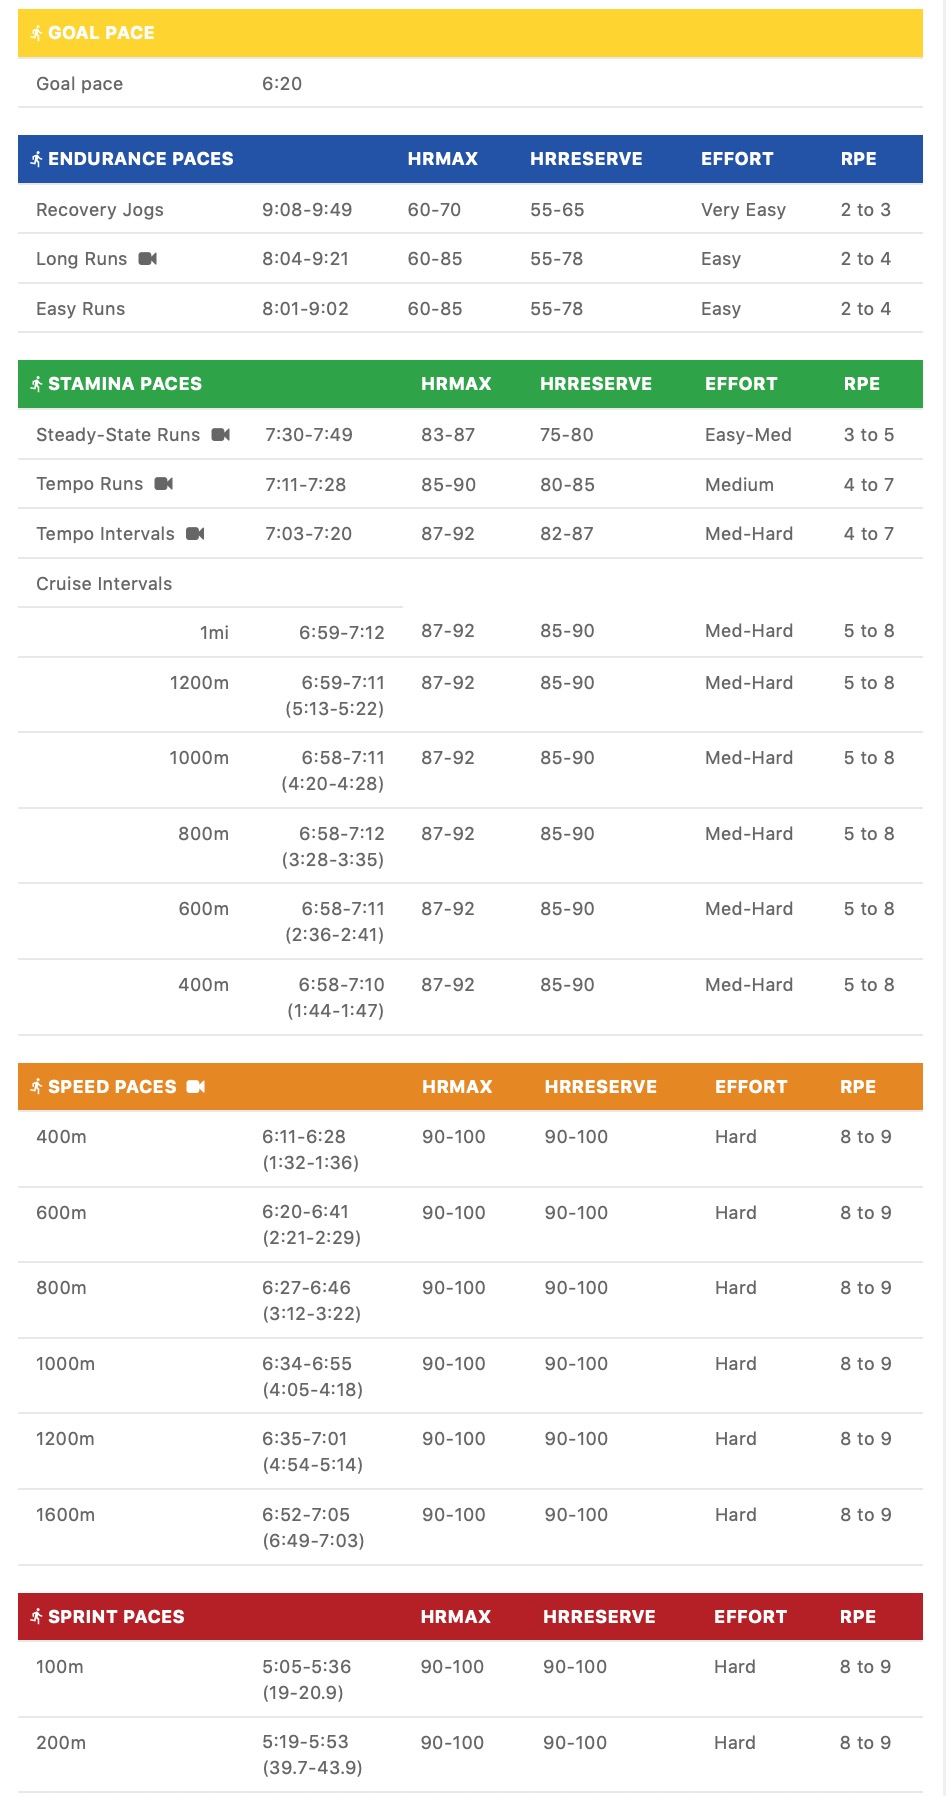 GOAL PACE
Goal pace 6:20
ENDURANCE PACES HRMAX HRRESERVE EFFORT RPE
Recovery Jogs 9:08-9:49 60-70 55-65 Very Easy 2 to 3
Long Runs 8:04-9:21 60-85 55-78 Easy 2 to 4
Easy Runs 8:01-9:02 60-85 55-78 Easy 2 to 4
STAMINA PACES HRMAX HRRESERVE EFFORT RPE
Steady-State Runs 7:30-7:49 83-87 75-80 Easy-Med 3 to 5
Tempo Runs 7:11-7:28 85-90 80-85 Medium 4 to 7
Tempo Intervals 7:03-7:20 87-92 82-87 Med-Hard 4 to 7
Cruise Intervals
1mi 6:59-7:12 87-92 85-90 Med-Hard 5 to 8
1200m 6:59-7:11 87-92 85-90 Med-Hard 5 to 8
(5:13-5:22)
1000m 6:58-7:11 87-92 85-90 Med-Hard 5 to 8
(4:20-4:28)
800m 6:58-7:12 87-92 85-90 Med-Hard 5 to 8
(3:28-3:35)
600m 6:58-7:11 87-92 85-90 Med-Hard 5 to 8
(2:36-2:41)
400m 6:58-7:10 87-92 85-90 Med-Hard 5 to 8
(1:44-1:47)
SPEED PACES HRMAX HRRESERVE EFFORT RPE
400m 6:11-6:28 90-100 90-100 Hard 8 to 9
(1:32-1:36)
600m 6:20-6:41 90-100 90-100 Hard 8 to 9
(2:21-2:29)
800m 6:27-6:46 90-100 90-100 Hard 8 to 9
(3:12-3:22)
1000m 6:34-6:55 90-100 90-100 Hard 8 to 9
(4:05-4:18)
1200m 6:35-7:01 90-100 90-100 Hard 8 to 9
(4:54-5:14)
1600m 6:52-7:05 90-100 90-100 Hard 8 to 9
(6:49-7:03)
SPRINT PACES HRMAX HRRESERVE EFFORT RPE
100m 5:05-5:36 90-100 90-100 Hard 8 to 9
(19-20.9)
200m 5:19-5:53 90-100 90-100 Hard 8 to 9
(39.7-43.9)